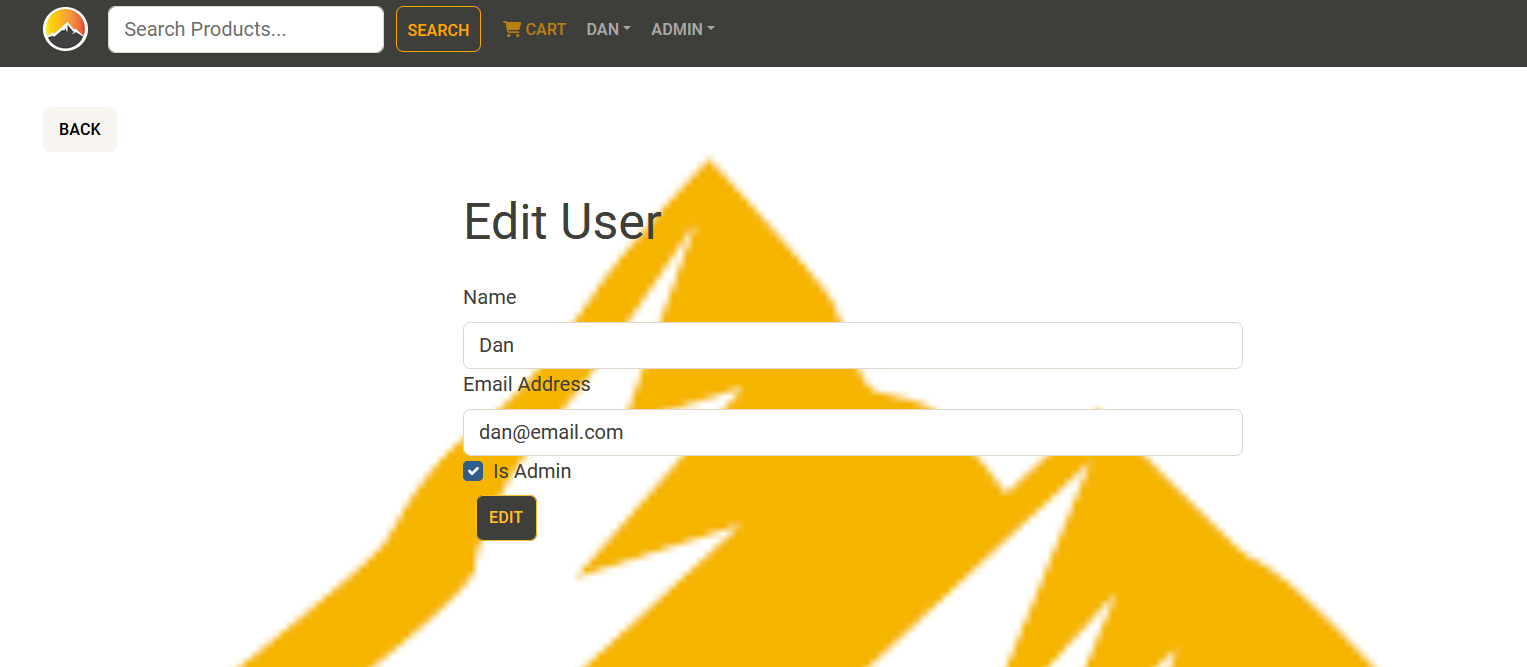 Search Products... SEARCH CART DAN ADMIN
BACK
Edit User
Name
Dan
Email Address
dan@email.com
Is Admin
EDIT